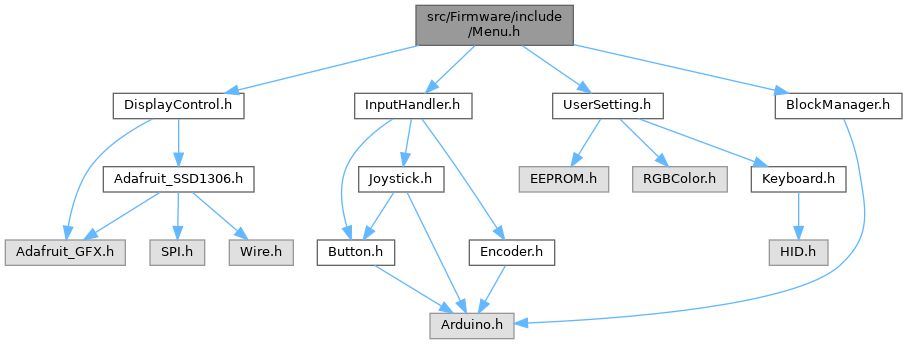 src/Firmware/include
/Menu.h
DisplayControl.h
InputHandler.h
UserSetting.h
BlockManager.h
Adafruit_SSD1306.h
Joystick.h
EEPROM.h
RGBColor.h
Keyboard.h
Adafruit_GFX.h
SPI.h
Wire.h
Button.h
Encoder.h
HID.h
Arduino.h